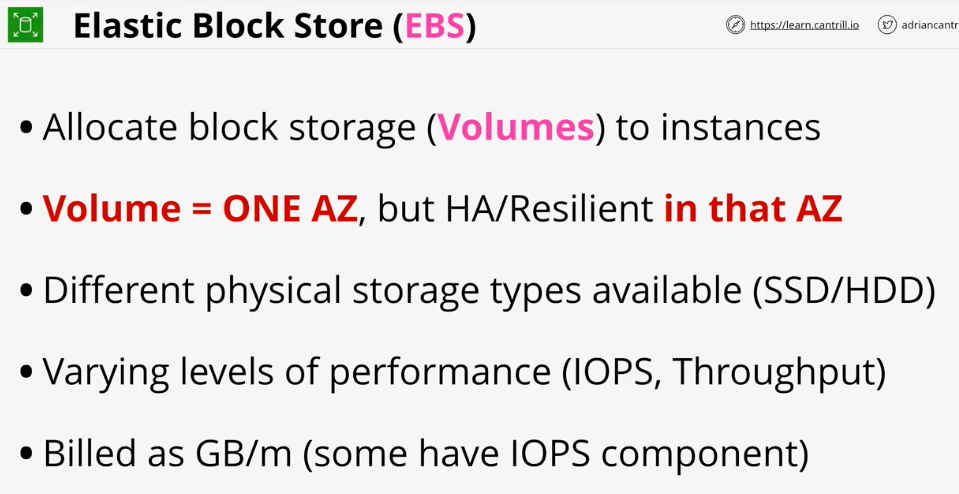 Elastic Block Store (EBS)
https://learn.cantrill.io
adriancantr
• Allocate block storage (Volumes) to instances
• Volume = ONE AZ, but HA/Resilient in that AZ
• Different physical storage types available (SSD/HDD)
• Varying levels of performance (IOPS, Throughput)
• Billed as GB/m (some have IOPS component)